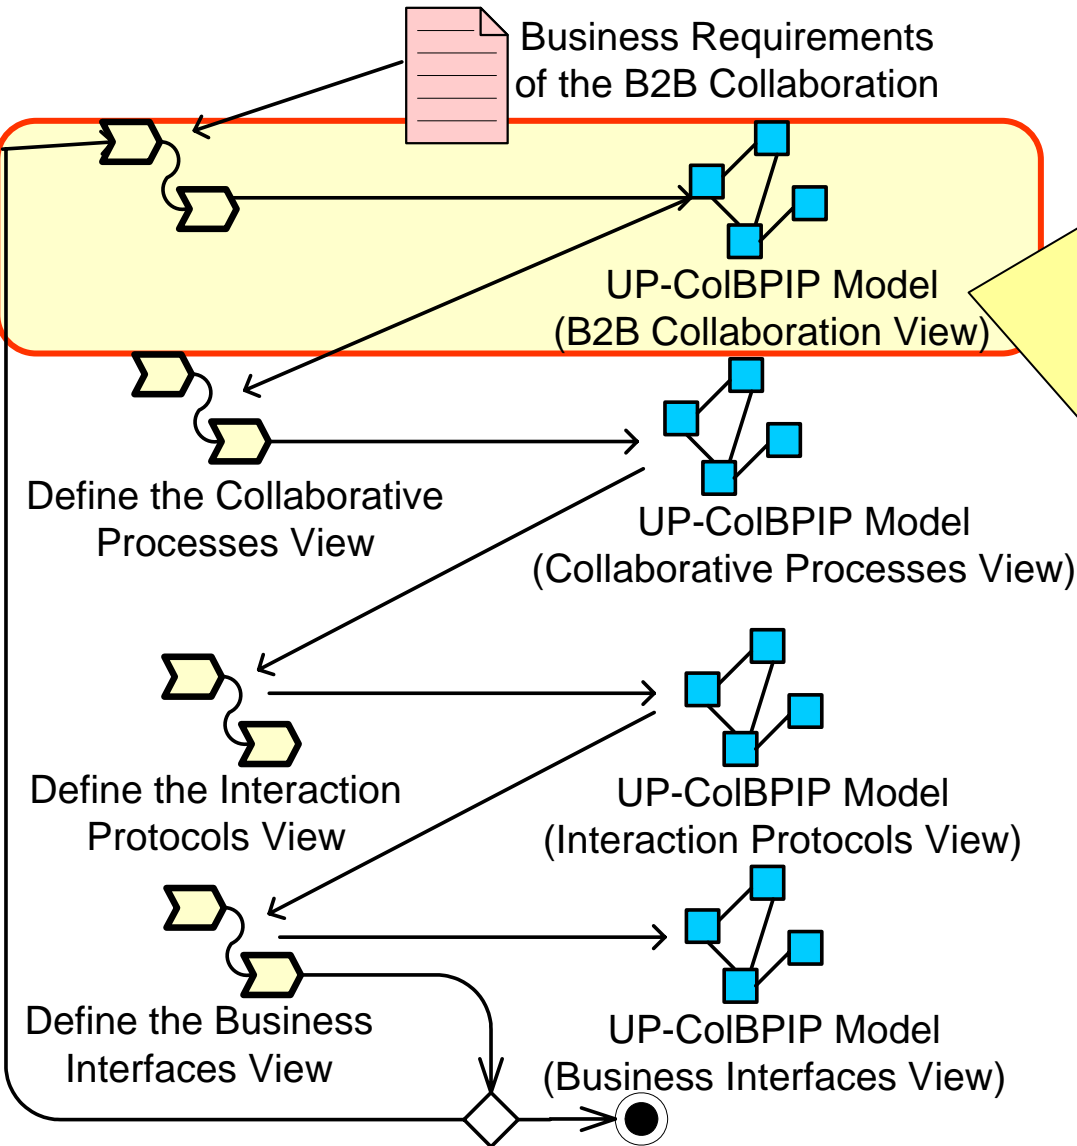 Business Requirements
of the B2B Collaboration
UP-ColBPIP Model
(B2B Collaboration View)
Define the Collaborative
Processes View
UP-ColBPIP Model
(Collaborative Processes View)
Define the Interaction
Protocols View
UP-ColBPIP Model
(Interaction Protocols View)
Define the Business
Interfaces View
UP-ColBPIP Model
(Business Interfaces View)